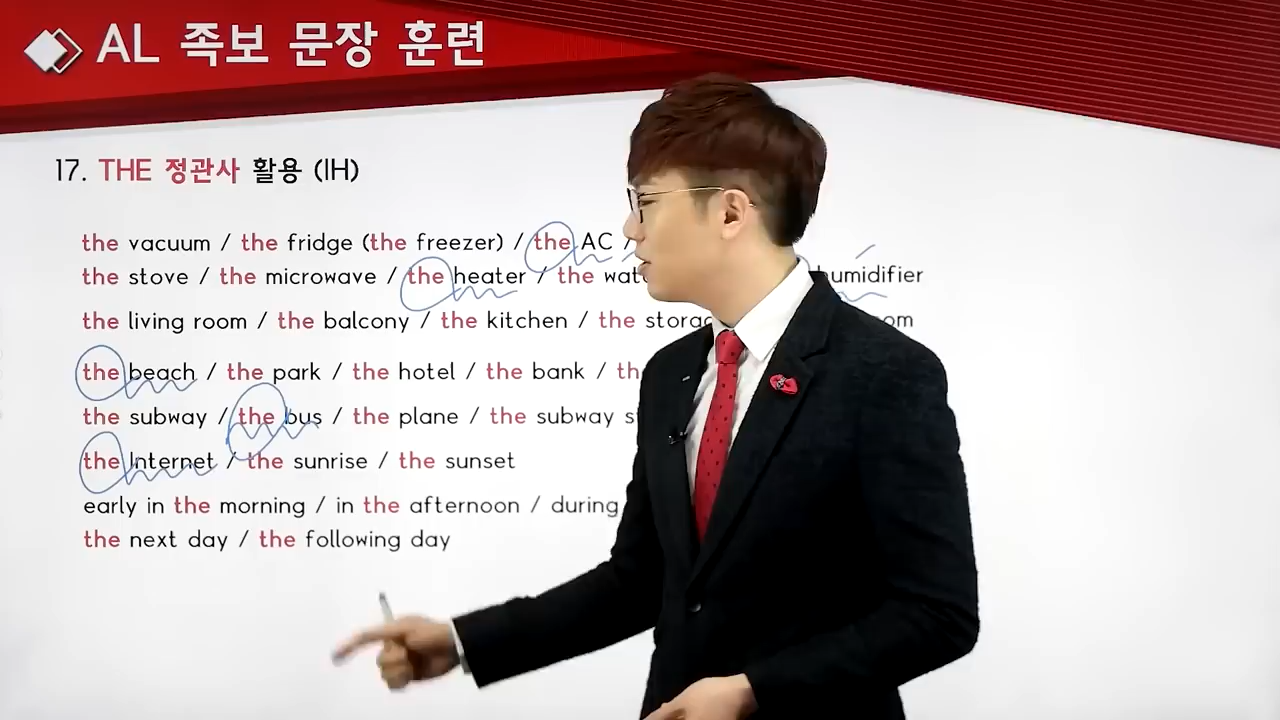 AL 족보 문장 훈련
17. THE 정관사 활용 (IH)
the vacuum / the fridge (the freezer) / the AC /
the stove / the microwave / the heater / the humidifier
the living room / the balcony / the kitchen / the
the beach / the park / the hotel / the bank /
the subway / the bus / the plane / the subway
the Internet / the sunrise / the sunset
early in the morning / in the afternoon / during
the next day / the following day